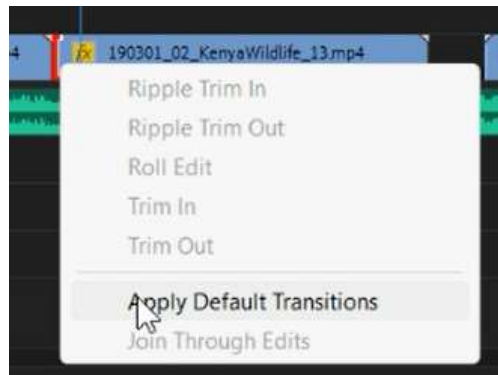 4 fx 190301_02_KenyaWildlife_13.mp4
Ripple Trim In
Ripple Trim Out
Roll Edit
Trim In
Trim Out
Apply Default Transitions
Join Through Edits